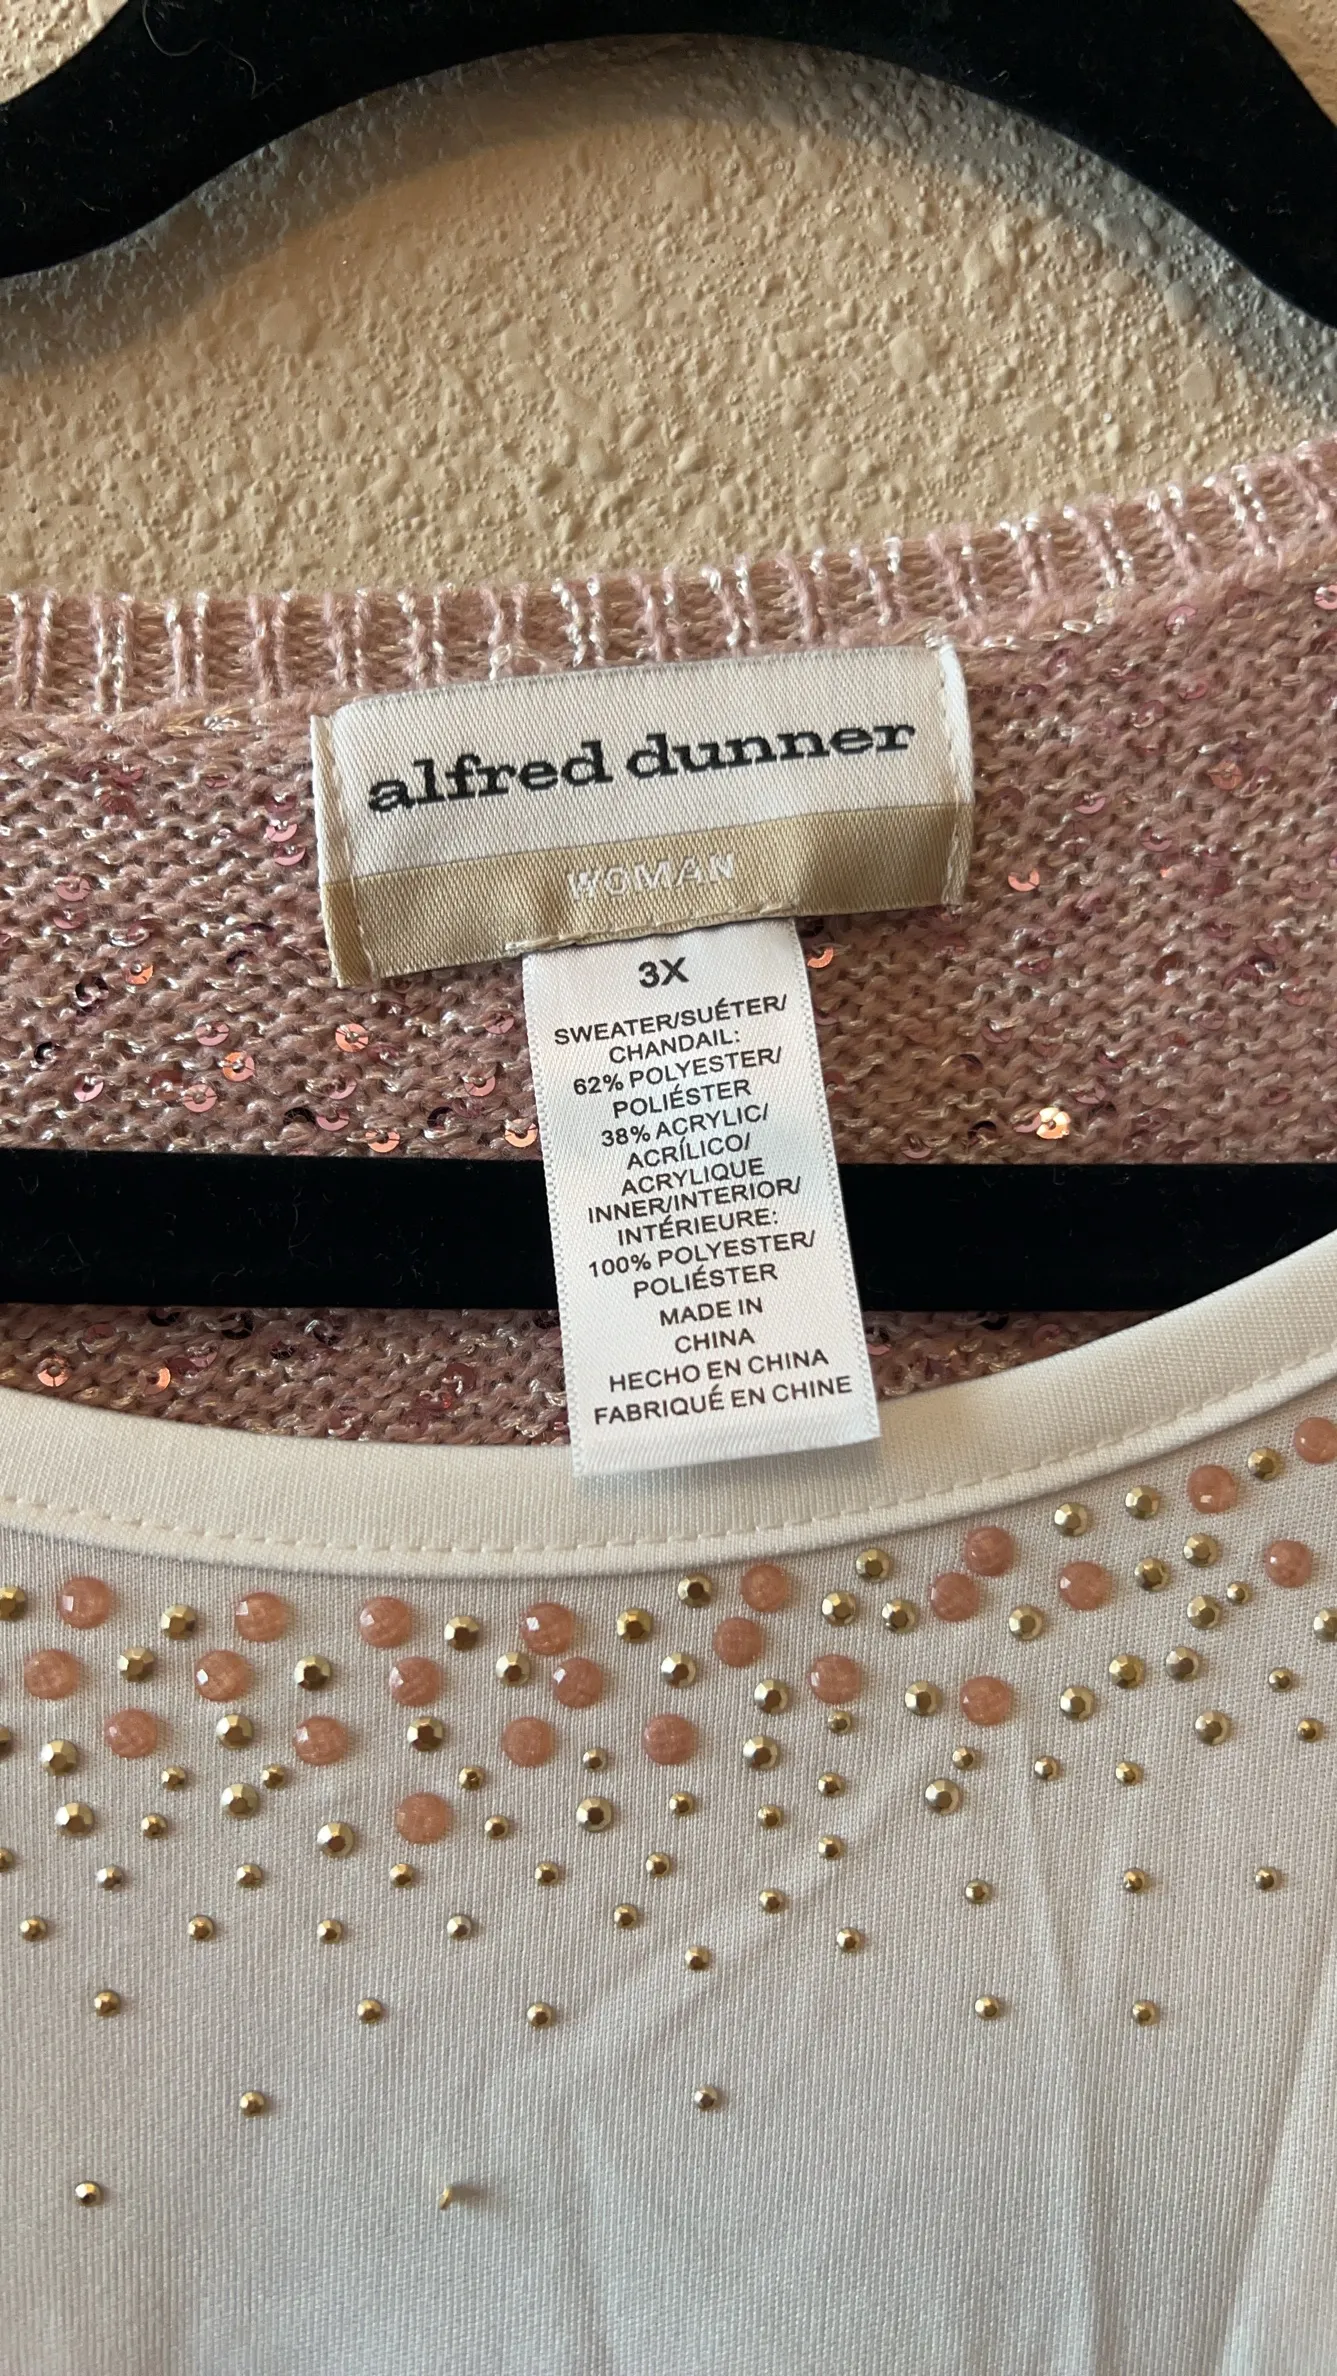 alfred dunner
WOMAN
3X
SWEATER/SUÉTER/
CHANDAIL:
62% POLYESTER/
POLIÉSTER
38% ACRYLIC/
ACRÍLICO/
ACRYLIQUE
INNER/INTERIOR/
INTÉRIEURE:
100% POLYESTER/
POLIÉSTER
MADE IN
CHINA
HECHO EN CHINA
FABRIQUÉ EN CHINE